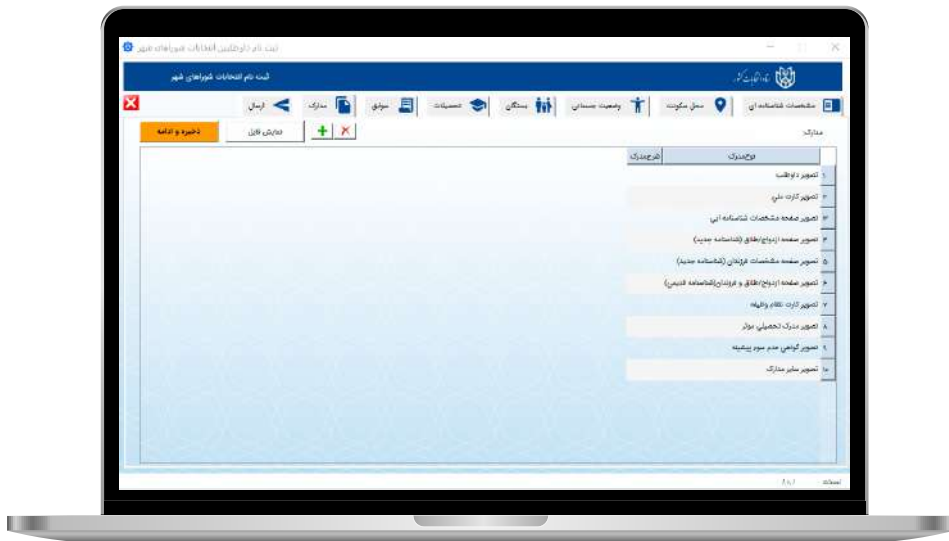 ثبت نام داوطلبین انتخابات شوراهای شهر
ثبت نام انتخابات شوراهای شهر
مشخصات شناسنامه ای
محل سکونت
وضعیت جسمانی
بستگان
تحصیلات
سوابق
مدارک
ارسال
مدارک:
نمایش فایل
ذخیره و ادامه
نوع مدرک
شرح مدرک
۱ تصویر داوطلب
۲ تصویر کارت ملی
۳ تصویر صفحه مشخصات شناسنامه ایی
۴ تصویر صفحه ازدواج/طلاق (شناسنامه جدید)
۵ تصویر صفحه مشخصات فرزندان (شناسنامه جدید)
۶ تصویر صفحه ازدواج/طلاق و فرزندان(شناسنامه قدیمی)
۷ تصویر کارت نظام وظیفه
۸ تصویر مدرک تحصیلی موثر
۹ تصویر گواهی عدم سوء پیشینه
۱۰ تصویر سایر مدارک
نسخه